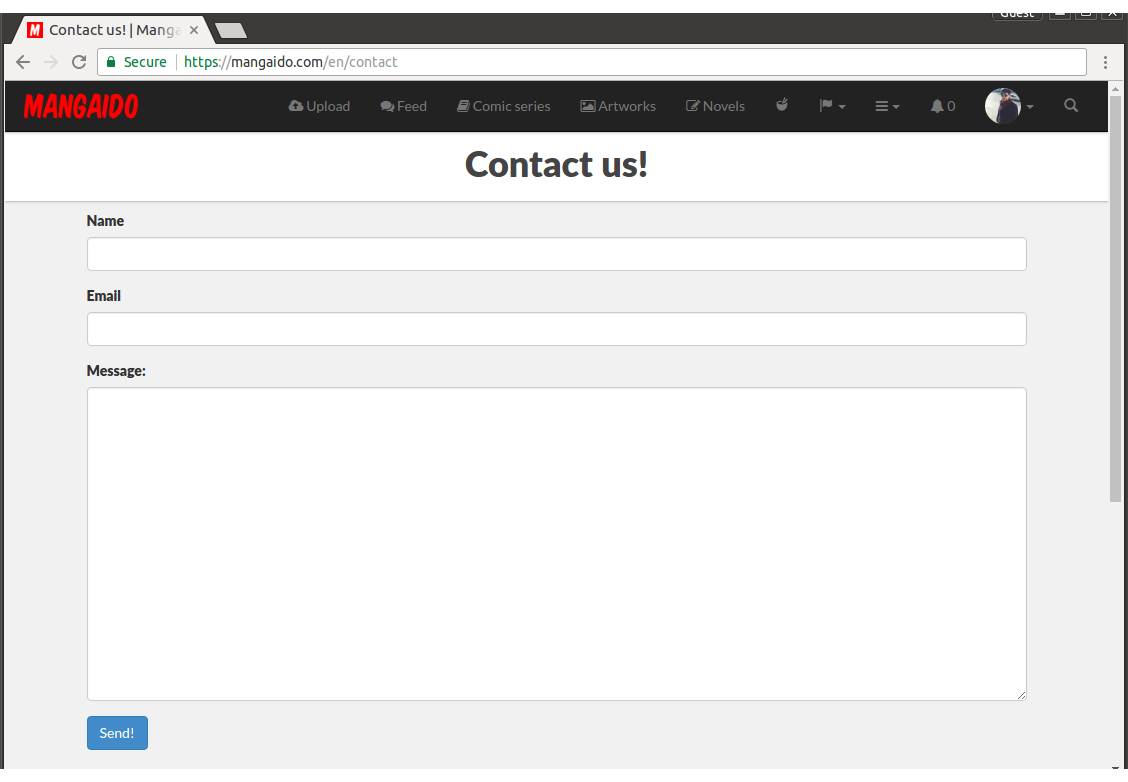 Guest
Contact us! | Manga
Secure | https://mangaido.com/en/contact
MANGAIDO Upload Feed Comic series Artworks Novels 0
Contact us!
Name
Email
Message:
Send!